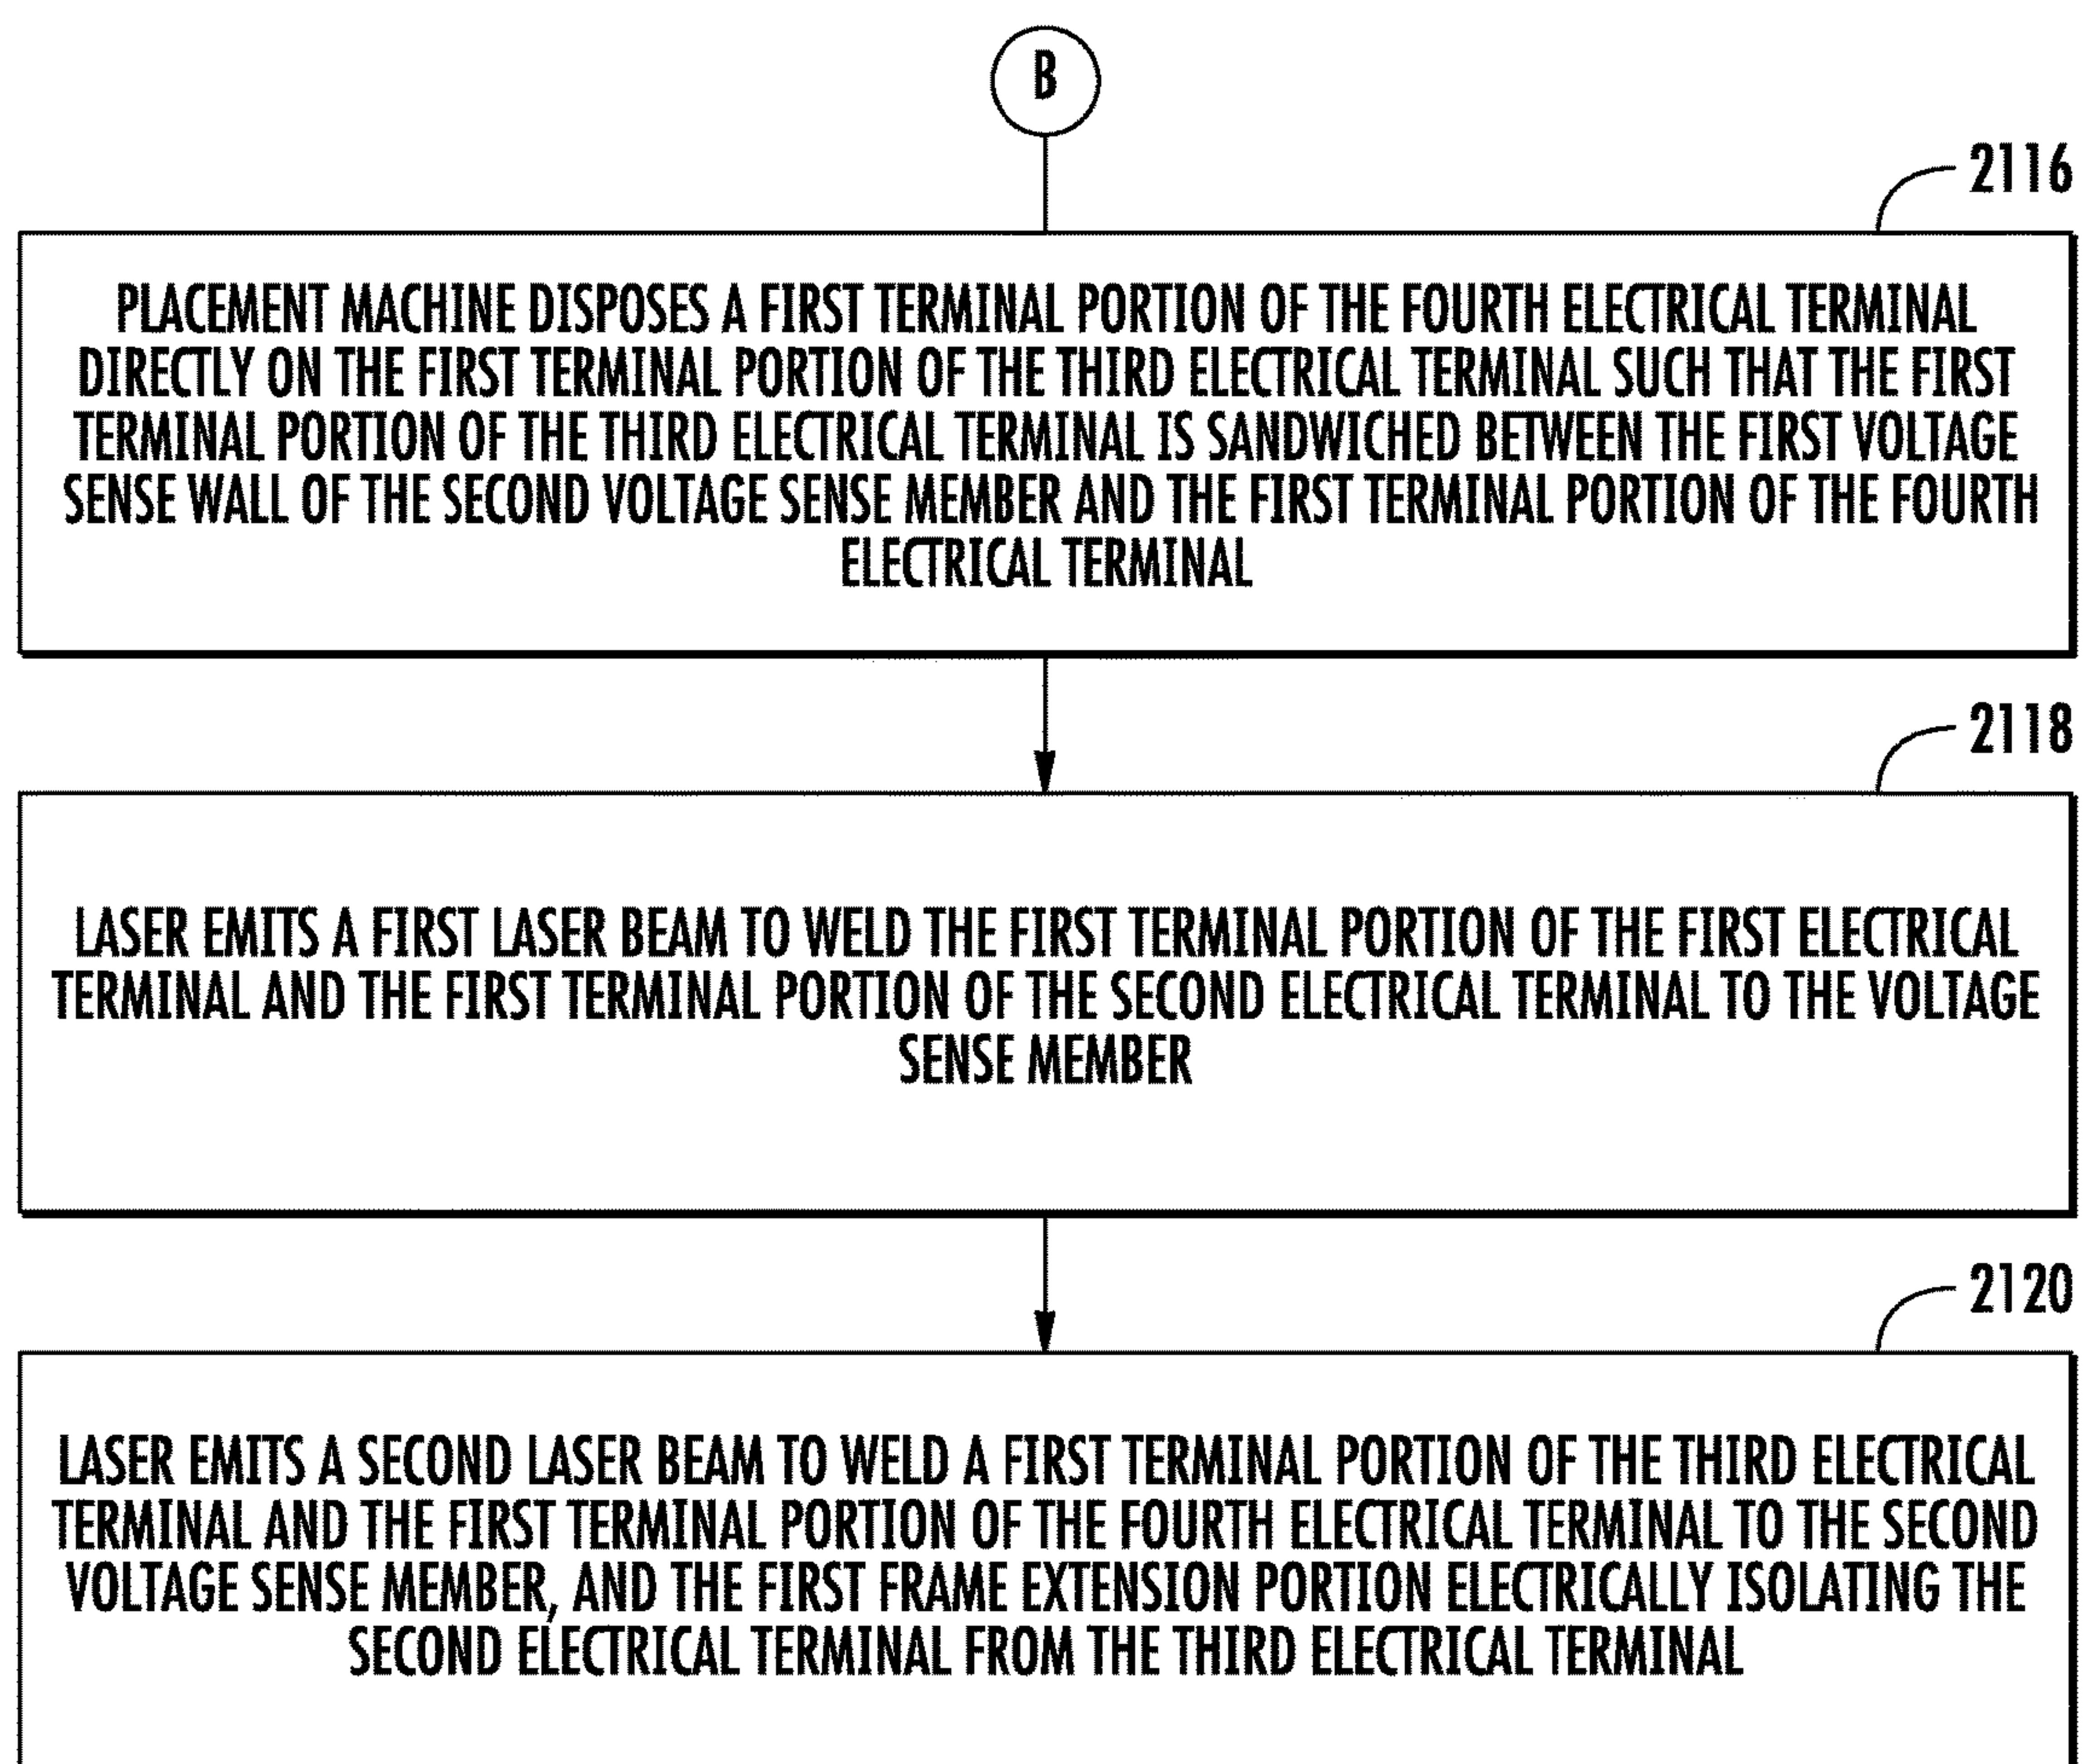 B
2116
PLACEMENT MACHINE DISPOSES A FIRST TERMINAL PORTION OF THE FOURTH ELECTRICAL TERMINAL
DIRECTLY ON THE FIRST TERMINAL PORTION OF THE THIRD ELECTRICAL TERMINAL SUCH THAT THE FIRST
TERMINAL PORTION OF THE THIRD ELECTRICAL TERMINAL IS SANDWICHED BETWEEN THE FIRST VOLTAGE
SENSE WALL OF THE SECOND VOLTAGE SENSE MEMBER AND THE FIRST TERMINAL PORTION OF THE FOURTH
ELECTRICAL TERMINAL
2118
LASER EMITS A FIRST LASER BEAM TO WELD THE FIRST TERMINAL PORTION OF THE FIRST ELECTRICAL
TERMINAL AND THE FIRST TERMINAL PORTION OF THE SECOND ELECTRICAL TERMINAL TO THE VOLTAGE
SENSE MEMBER
2120
LASER EMITS A SECOND LASER BEAM TO WELD A FIRST TERMINAL PORTION OF THE THIRD ELECTRICAL
TERMINAL AND THE FIRST TERMINAL PORTION OF THE FOURTH ELECTRICAL TERMINAL TO THE SECOND
VOLTAGE SENSE MEMBER, AND THE FIRST FRAME EXTENSION PORTION ELECTRICALLY ISOLATING THE
SECOND ELECTRICAL TERMINAL FROM THE THIRD ELECTRICAL TERMINAL